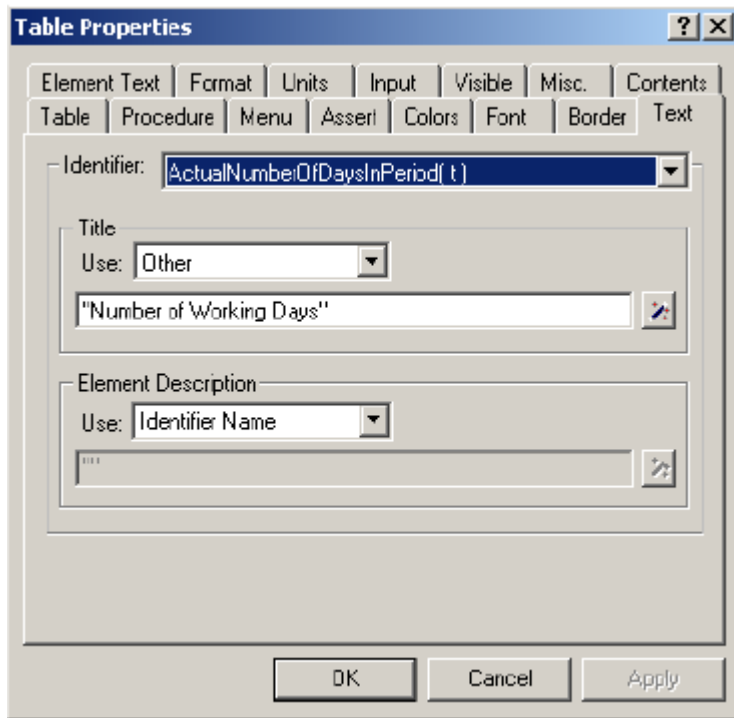 Table Properties
Element Text Format Units Input Visible Misc. Contents
Table Procedure Menu Assert Colors Font Border Text
Identifier: ActualNumberOfDaysInPeriod( t )
Title
Use: Other
"Number of Working Days"
Element Description
Use: Identifier Name
""
OK Cancel Apply